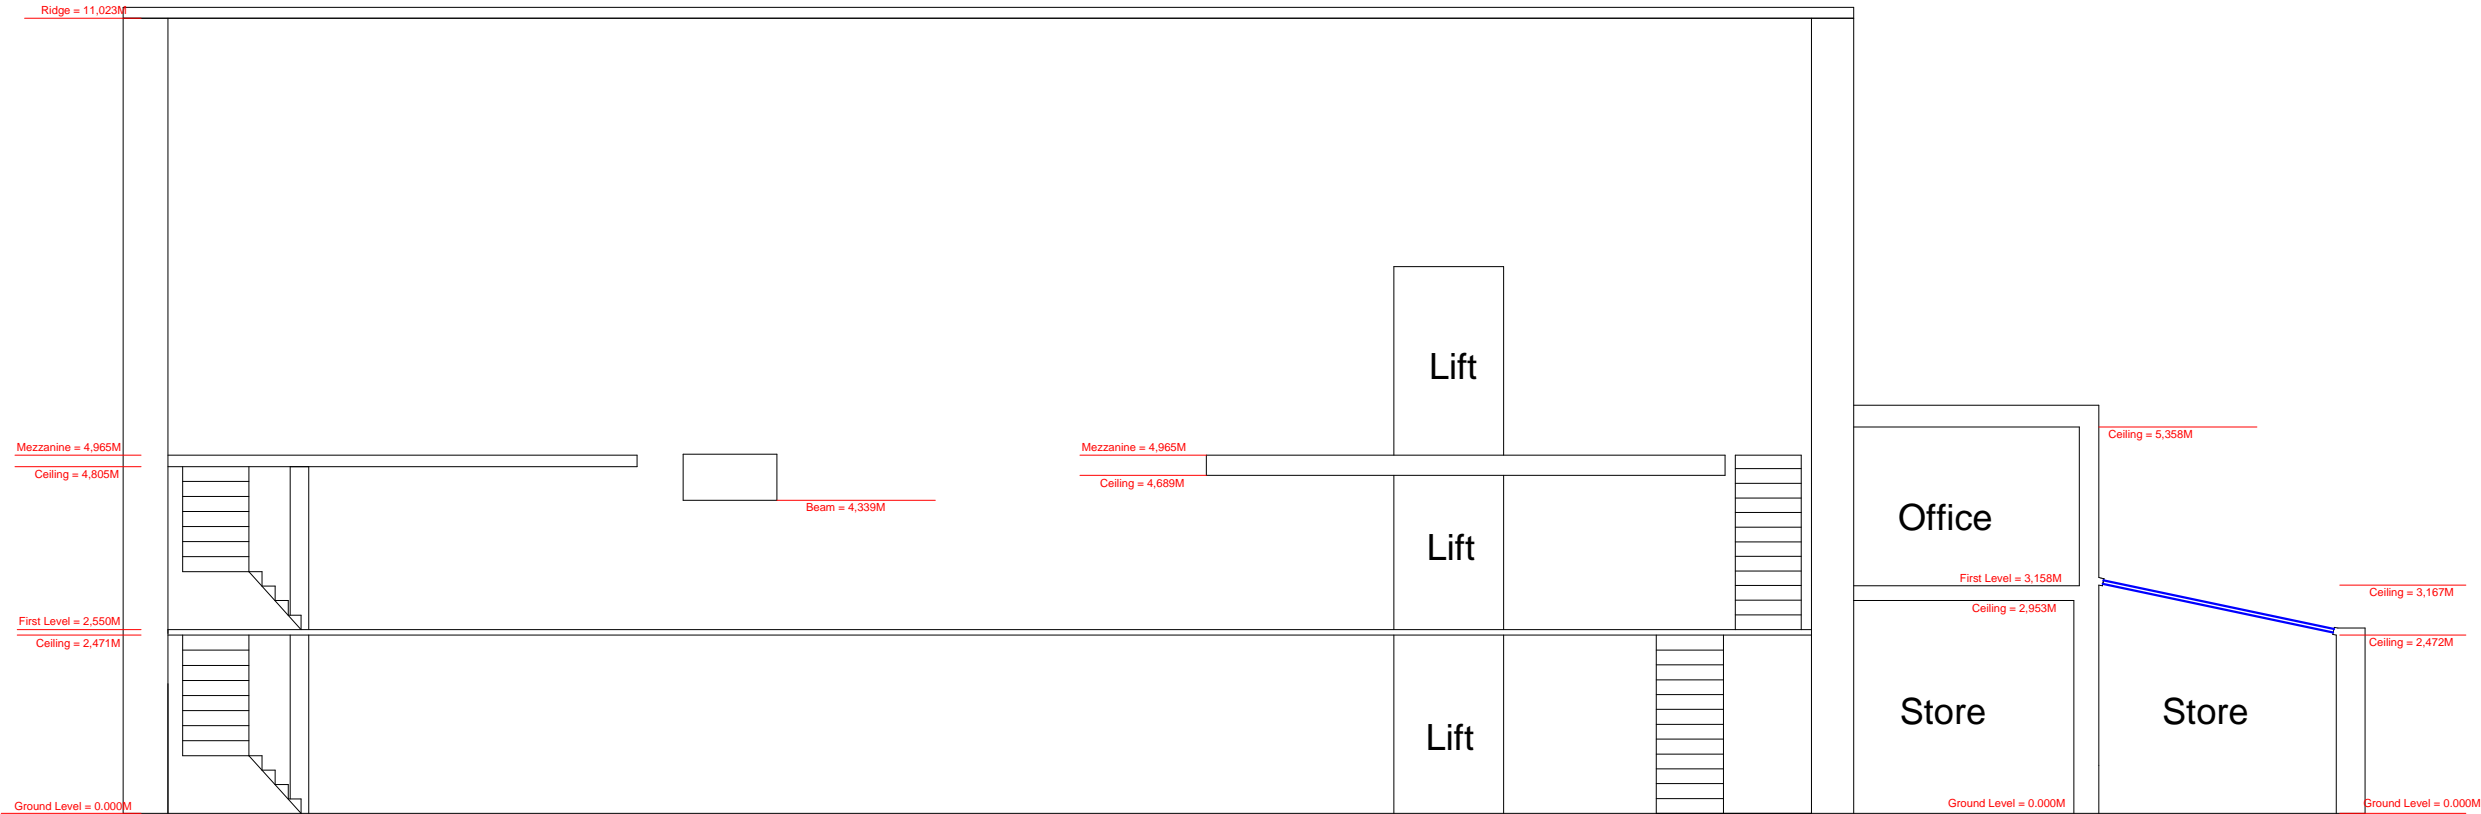 Ridge = 11,023M
Lift
Mezzanine = 4,965M
Ceiling = 4,805M
Beam = 4,339M
Mezzanine = 4,965M
Ceiling = 4,689M
Ceiling = 5,358M
Office
Lift
First Level = 3,158M
Ceiling = 2,953M
Ceiling = 3,167M
First Level = 2,550M
Ceiling = 2,471M
Ceiling = 2,472M
Lift
Store
Store
Ground Level = 0.000M
Ground Level = 0.000M
Ground Level = 0.000M